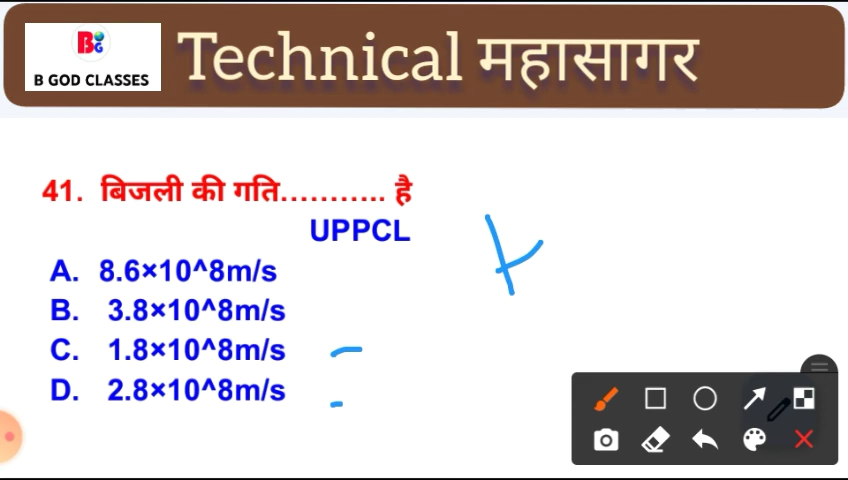 B GOD CLASSES
Technical महासागर
41. बिजली की गति........... है
UPPCL
A. 8.6×10^8m/s
B. 3.8×10^8m/s
C. 1.8×10^8m/s
D. 2.8×10^8m/s